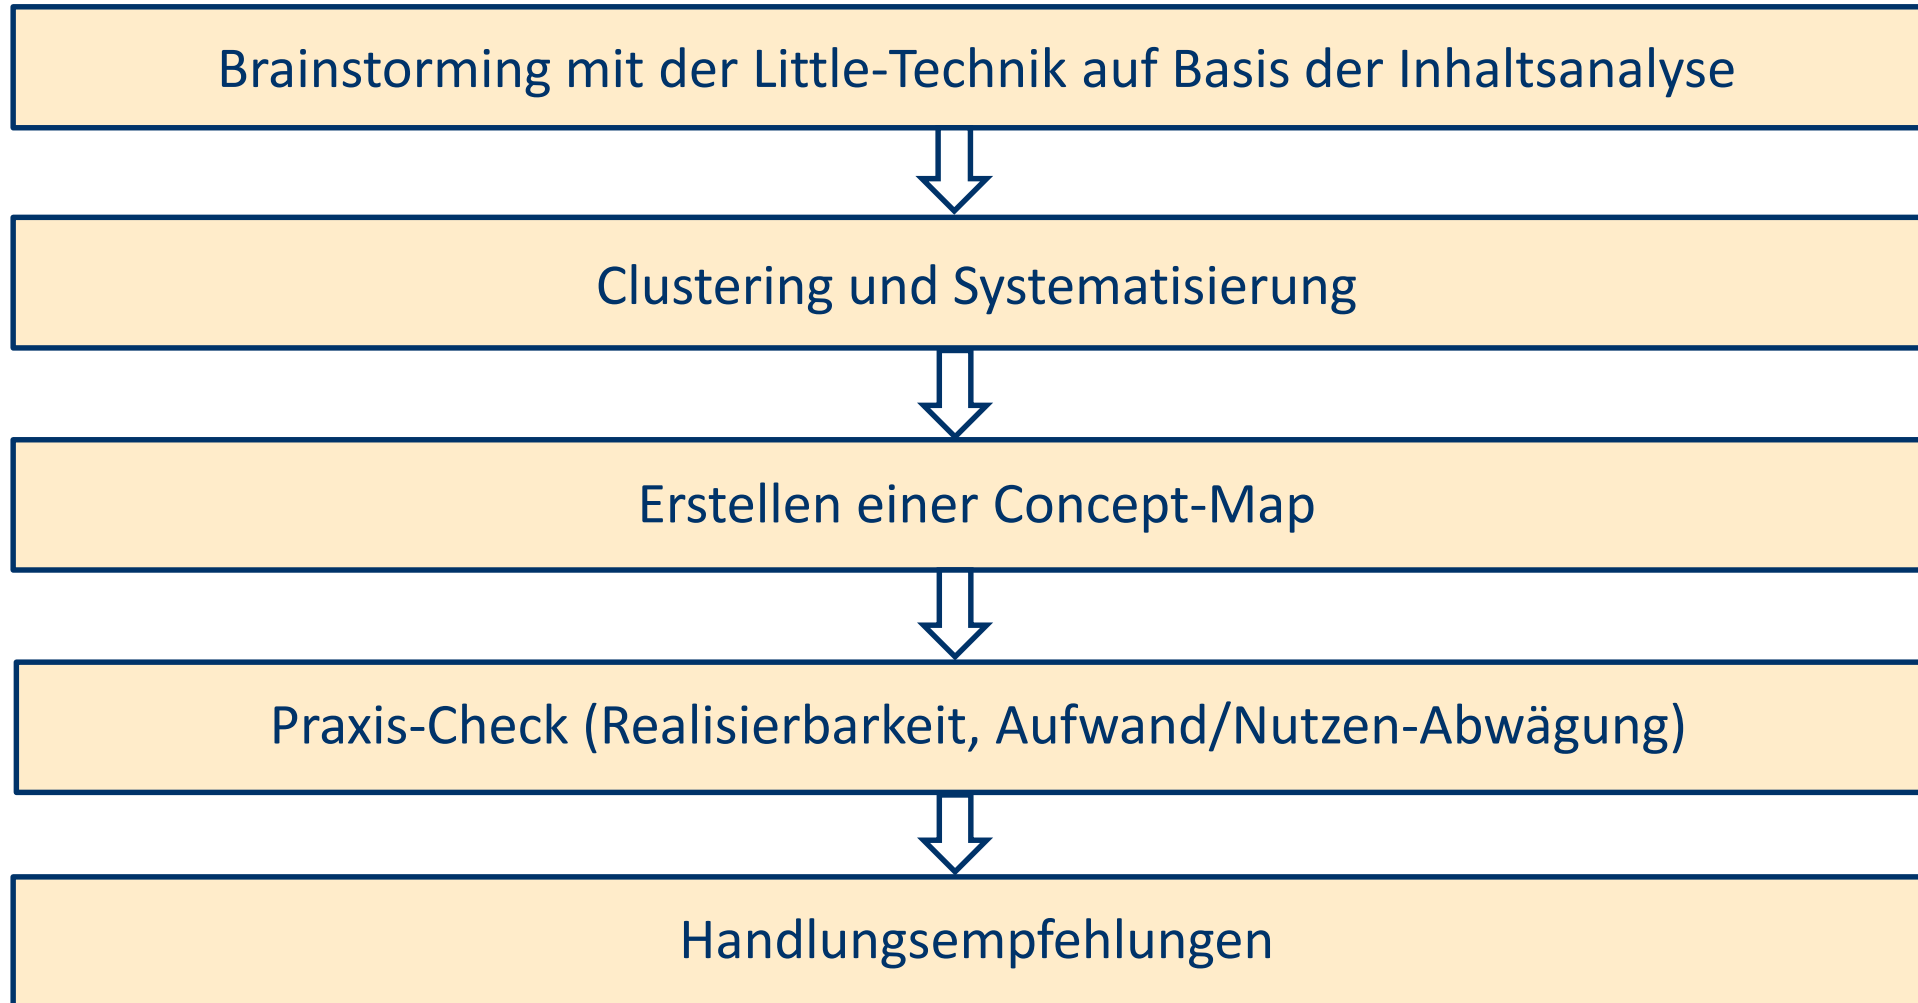 Brainstorming mit der Little-Technik auf Basis der Inhaltsanalyse
Clustering und Systematisierung
Erstellen einer Concept-Map
Praxis-Check (Realisierbarkeit, Aufwand/Nutzen-Abwägung)
Handlungsempfehlungen